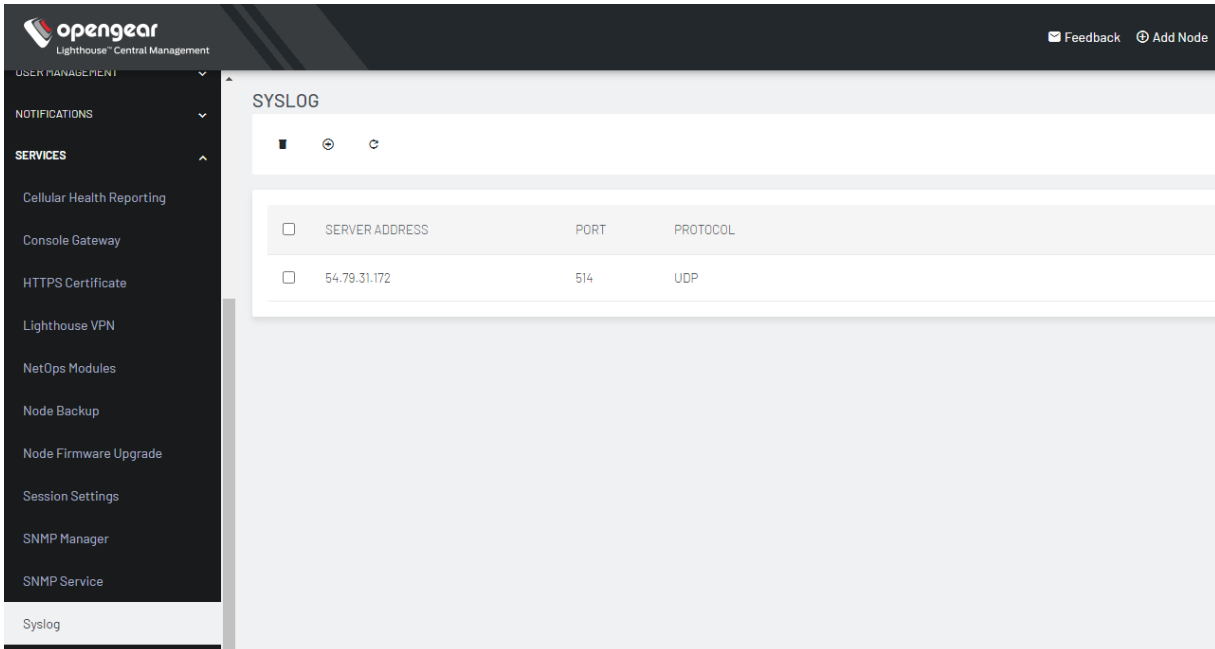 opengear
Lighthouse™ Central Management
Feedback
Add Node
USER MANAGEMENT
NOTIFICATIONS
SERVICES
Cellular Health Reporting
Console Gateway
HTTPS Certificate
Lighthouse VPN
NetOps Modules
Node Backup
Node Firmware Upgrade
Session Settings
SNMP Manager
SNMP Service
Syslog
SYSLOG
SERVER ADDRESS PORT PROTOCOL
54.79.31.172 514 UDP